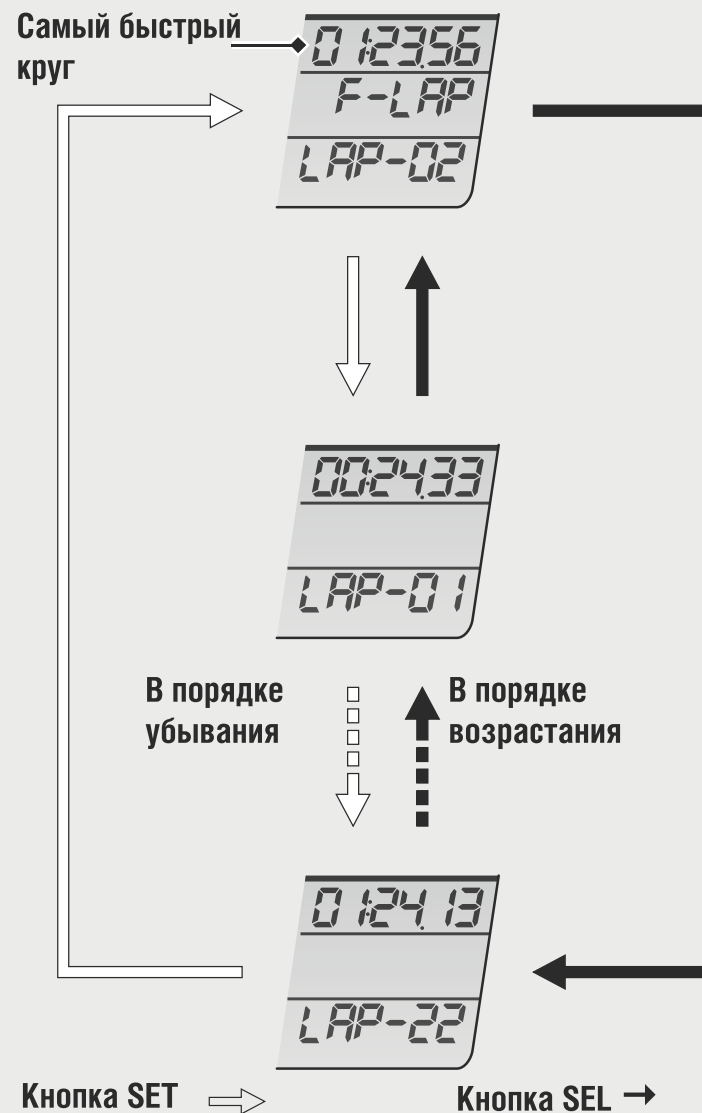 Самый быстрый
круг
01:23.56
F-LAP
LAP-02
00:24.33
LAP-01
В порядке
убывания
В порядке
возрастания
01:24.13
LAP-22
Кнопка SET
Кнопка SEL